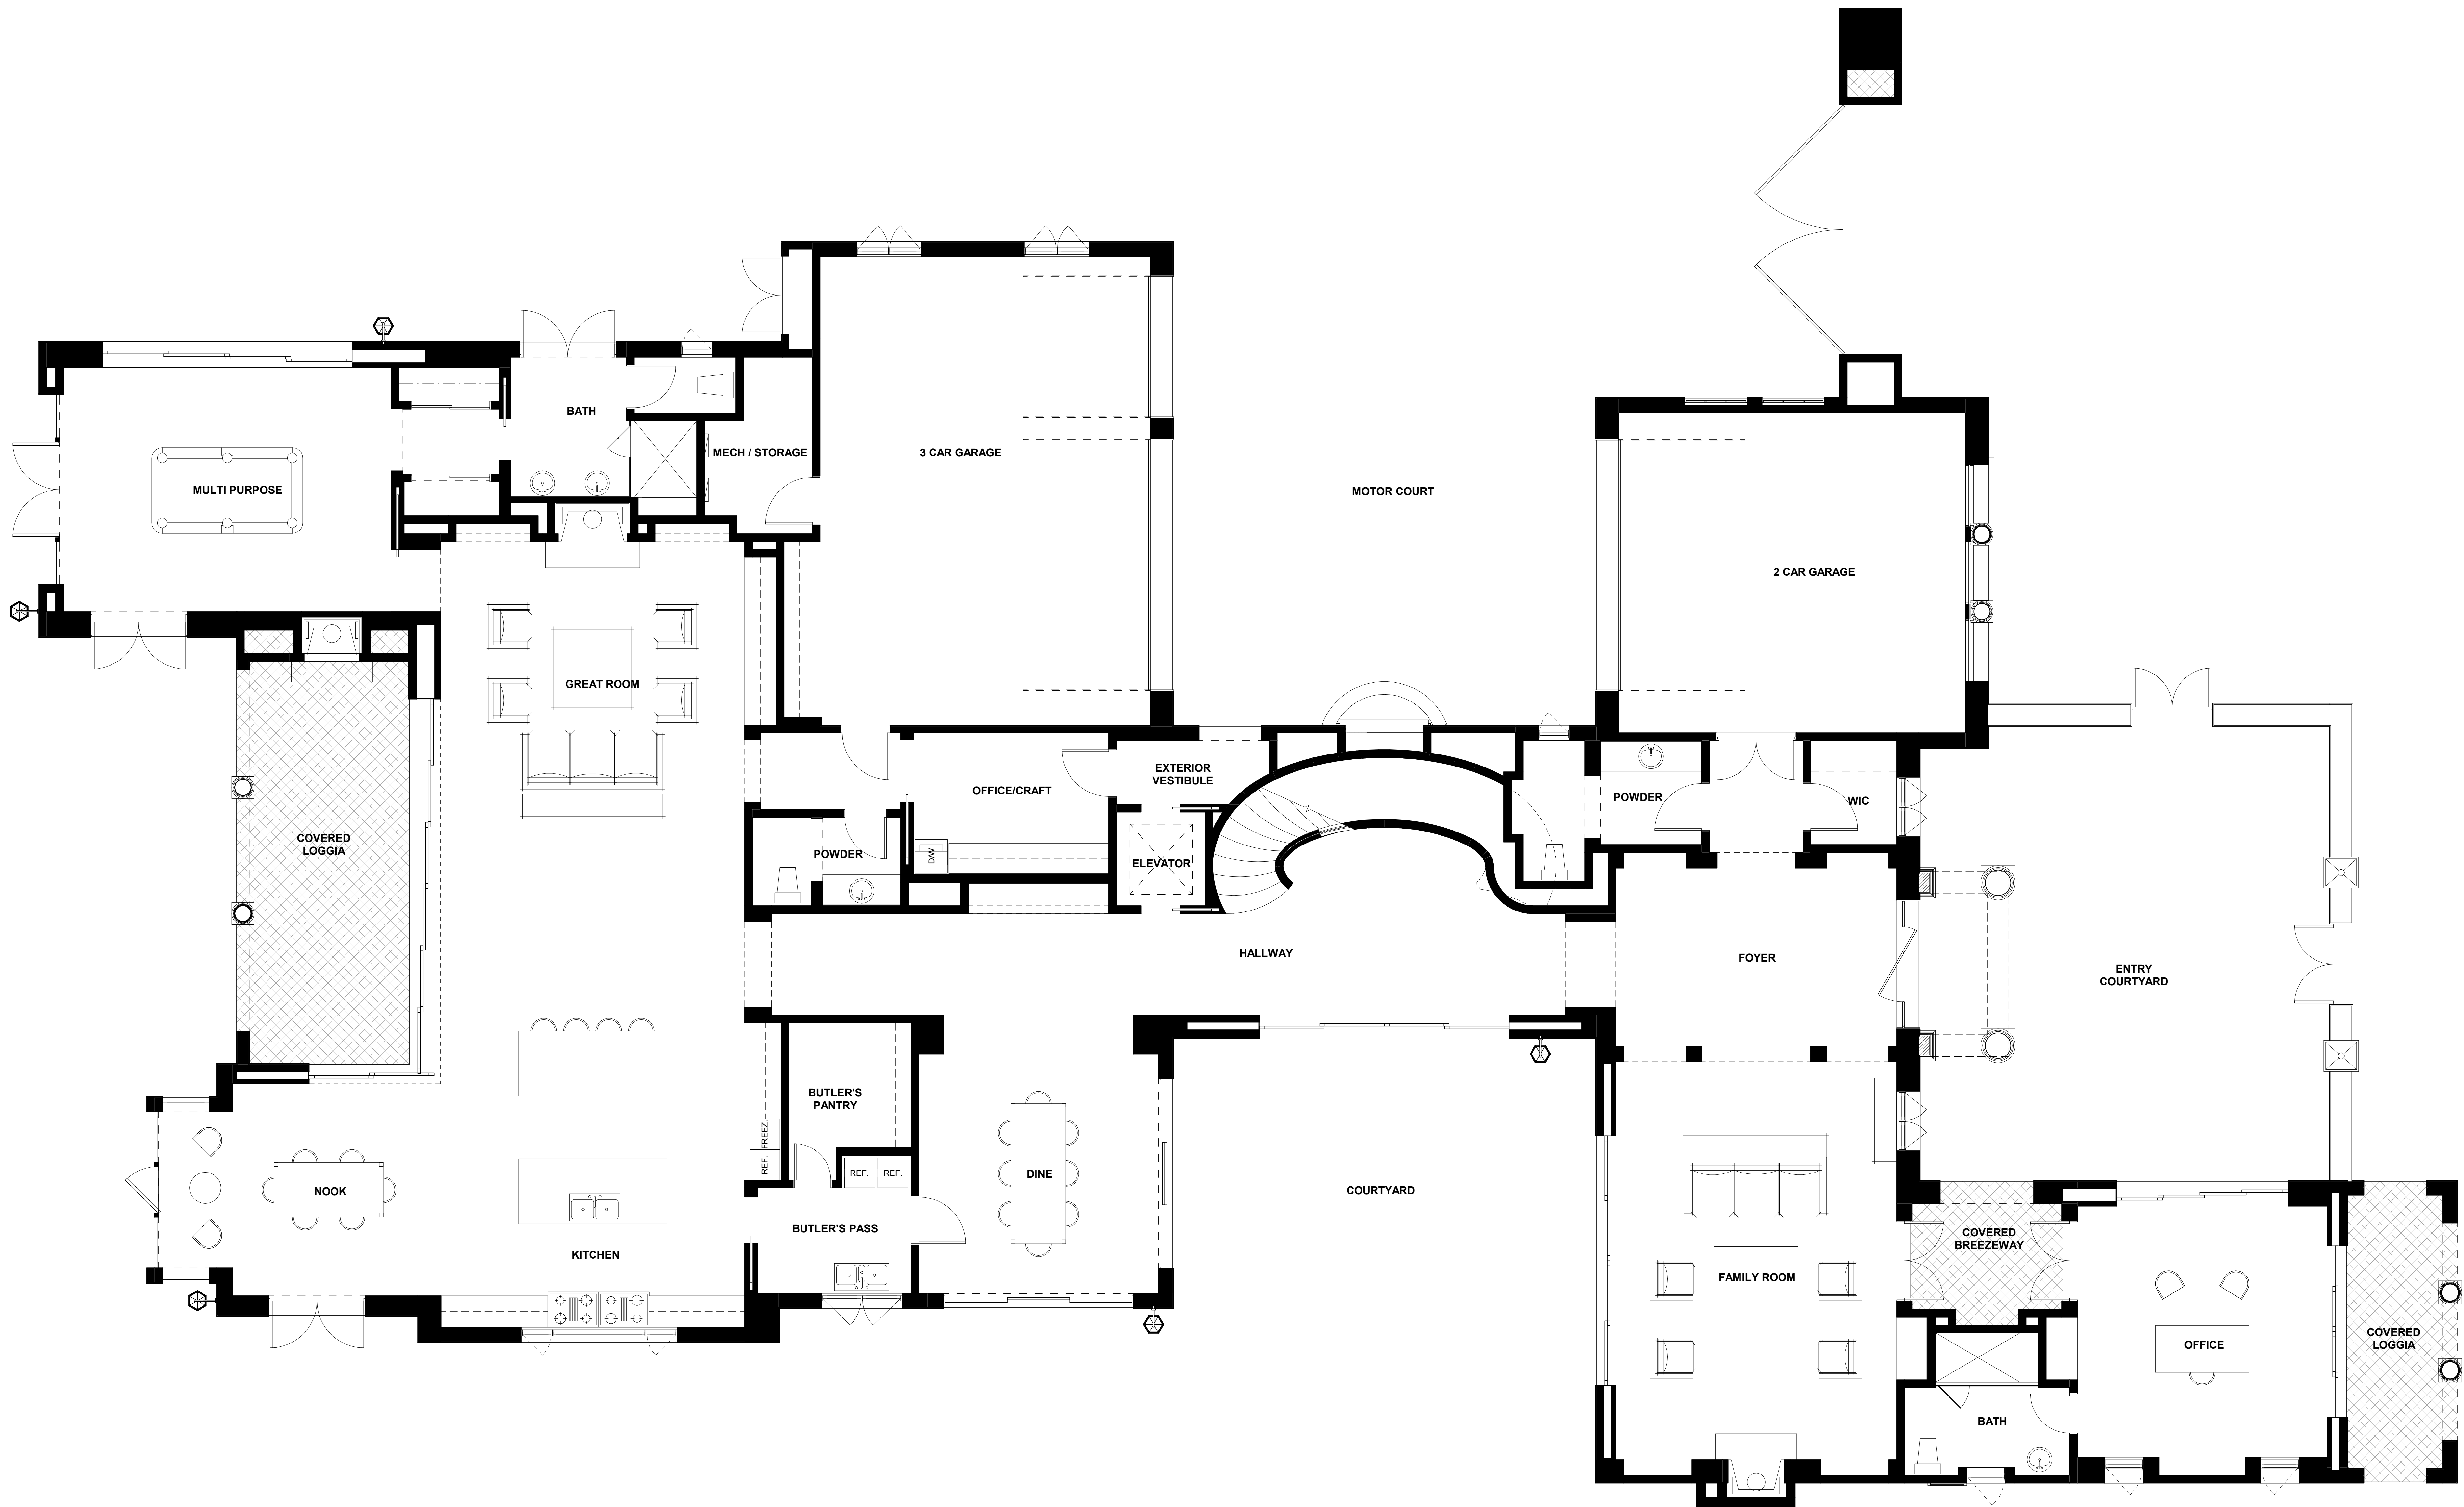 BATH
MECH / STORAGE
3 CAR GARAGE
MULTI PURPOSE
MOTOR COURT
2 CAR GARAGE
GREAT ROOM
EXTERIOR
VESTIBULE
OFFICE/CRAFT
POWDER
WIC
COVERED
LOGGIA
POWDER
D/W
ELEVATOR
HALLWAY
FOYER
ENTRY
COURTYARD
BUTLER'S
PANTRY
FREEZ.
REF.
REF.
REF.
DINE
NOOK
COURTYARD
BUTLER'S PASS
KITCHEN
COVERED
BREEZEWAY
FAMILY ROOM
OFFICE
COVERED
LOGGIA
BATH